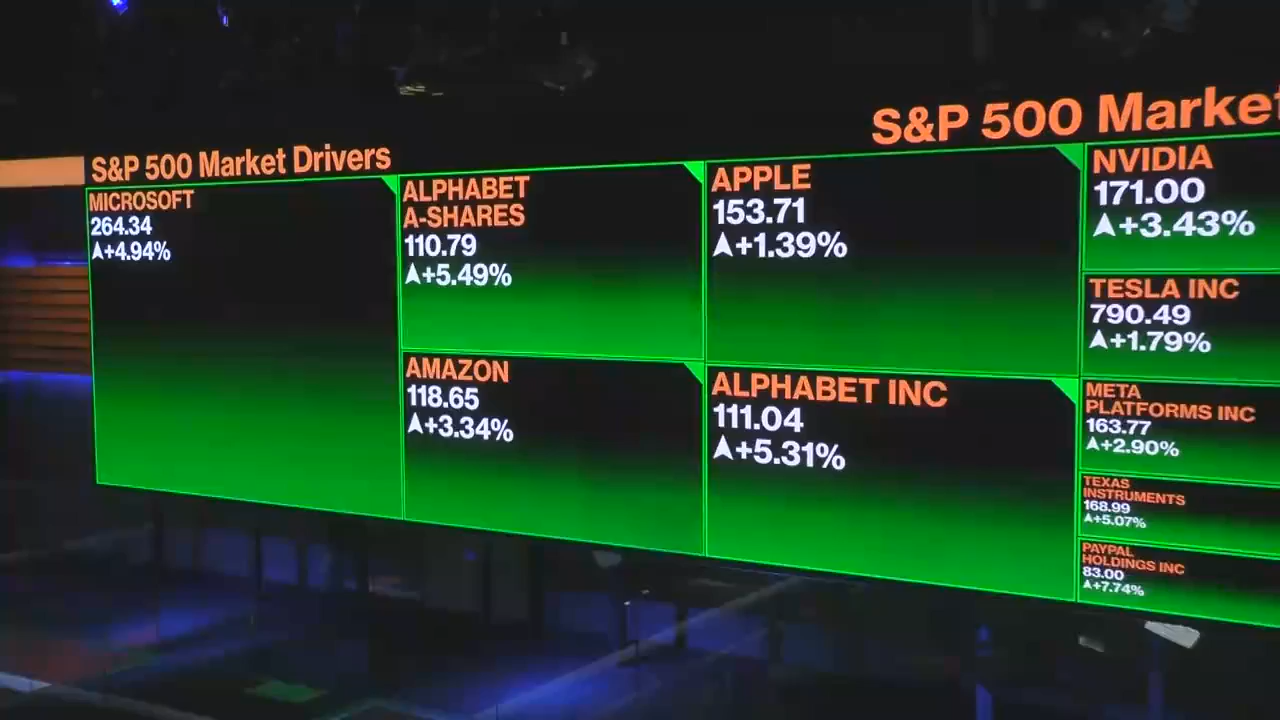 S&P 500 Market Drivers
MICROSOFT
264.34
+4.94%
ALPHABET
A-SHARES
110.79
+5.49%
AMAZON
118.65
+3.34%
S&P 500 Market
APPLE
153.71
+1.39%
ALPHABET INC
111.04
+5.31%
NVIDIA
171.00
+3.43%
TESLA INC
790.49
+1.79%
META
PLATFORMS INC
163.77
+2.90%
TEXAS
INSTRUMENTS
168.99
+5.07%
PAYPAL
HOLDINGS INC
83.00
+7.74%